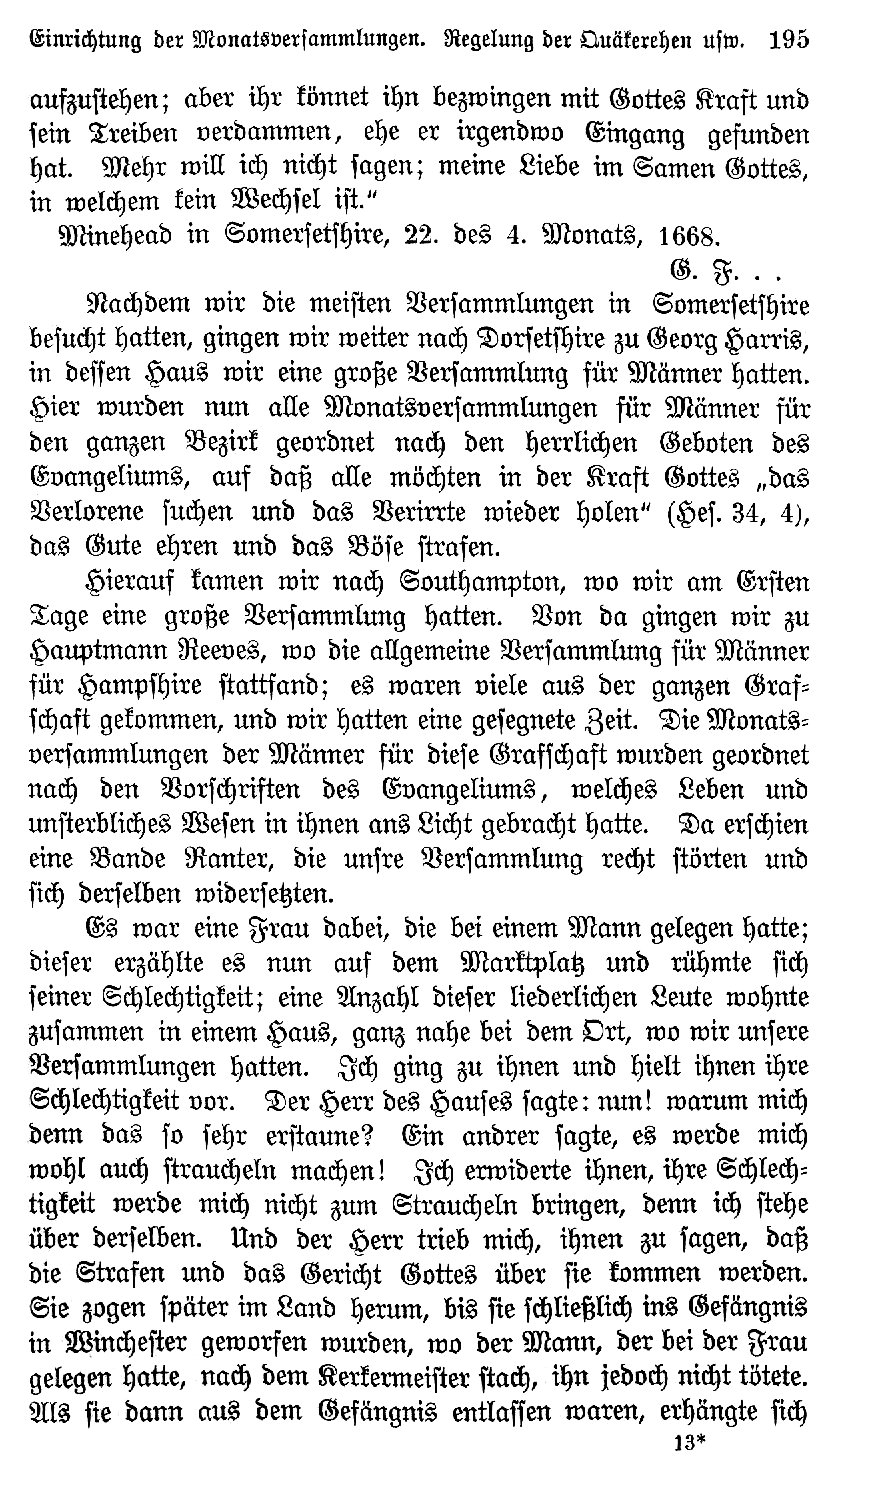 Einrichtung der Monatsversammlungen. Regelung der Quäkerehen usw. 195
aufzustehen; aber ihr könnet ihn bezwingen mit Gottes Kraft und
sein Treiben verdammen, ehe er irgendwo Eingang gefunden
hat. Mehr will ich nicht sagen; meine Liebe im Samen Gottes,
in welchem kein Wechsel ist.“
Minehead in Somersetshire, 22. des 4. Monats, 1668.
G. F. . .
Nachdem wir die meisten Versammlungen in Somersetshire
besucht hatten, gingen wir weiter nach Dorsetshire zu Georg Harris,
in dessen Haus wir eine große Versammlung für Männer hatten.
Hier wurden nun alle Monatsversammlungen für Männer für
den ganzen Bezirk geordnet nach den herrlichen Geboten des
Evangeliums, auf daß alle möchten in der Kraft Gottes „das
Verlorene suchen und das Verirrte wieder holen“ (Hes. 34, 4),
das Gute ehren und das Böse strafen.
Hierauf kamen wir nach Southampton, wo wir am Ersten
Tage eine große Versammlung hatten. Von da gingen wir zu
Hauptmann Reeves, wo die allgemeine Versammlung für Männer
für Hampshire stattfand; es waren viele aus der ganzen Graf-
schaft gekommen, und wir hatten eine gesegnete Zeit. Die Monats-
versammlungen der Männer für diese Grafschaft wurden geordnet
nach den Vorschriften des Evangeliums, welches Leben und
unsterbliches Wesen in ihnen ans Licht gebracht hatte. Da erschien
eine Bande Ranter, die unsre Versammlung recht störten und
sich derselben widersetzten.
Es war eine Frau dabei, die bei einem Mann gelegen hatte;
dieser erzählte es nun auf dem Marktplatz und rühmte sich
seiner Schlechtigkeit; eine Anzahl dieser liederlichen Leute wohnte
zusammen in einem Haus, ganz nahe bei dem Ort, wo wir unsere
Versammlungen hatten. Ich ging zu ihnen und hielt ihnen ihre
Schlechtigkeit vor. Der Herr des Hauses sagte: nun! warum mich
denn das so sehr erstaune? Ein andrer sagte, es werde mich
wohl auch straucheln machen! Ich erwiderte ihnen, ihre Schlech-
tigkeit werde mich nicht zum Straucheln bringen, denn ich stehe
über derselben. Und der Herr trieb mich, ihnen zu sagen, daß
die Strafen und das Gericht Gottes über sie kommen werden.
Sie zogen später im Land herum, bis sie schließlich ins Gefängnis
in Winchester geworfen wurden, wo der Mann, der bei der Frau
gelegen hatte, nach dem Kerkermeister stach, ihn jedoch nicht tötete.
Als sie dann aus dem Gefängnis entlassen waren, erhängte sich
13*